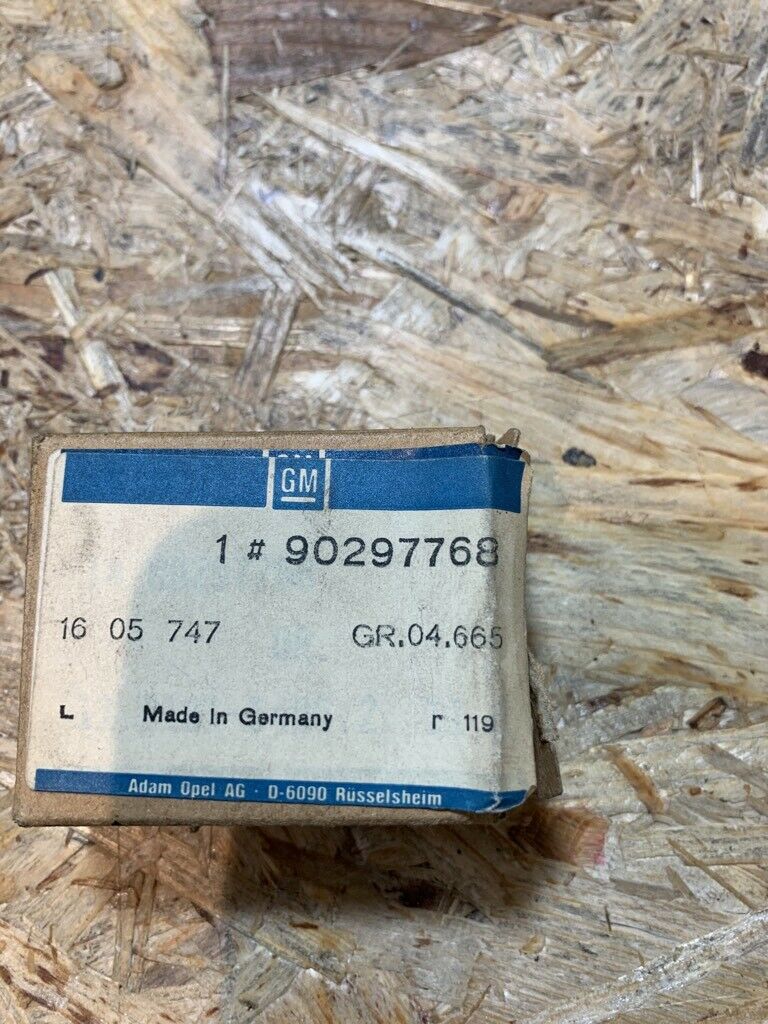 GM
1 # 90297768
16 05 747 GR.04.665
L Made in Germany r 119
Adam Opel AG · D-6090 Rüsselsheim